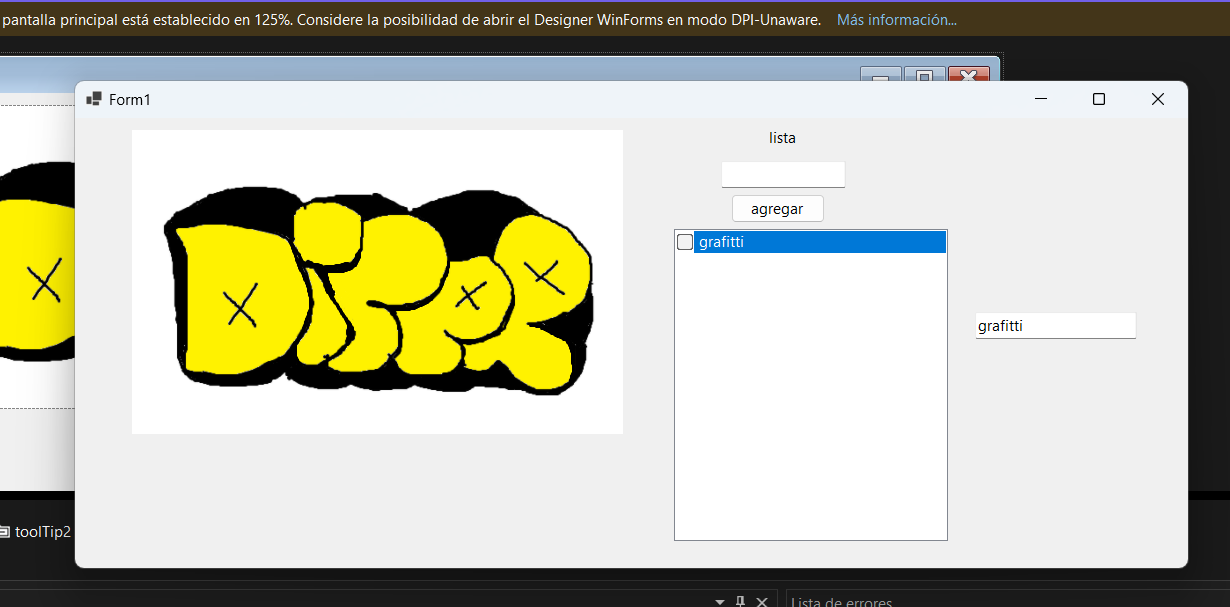 pantalla principal está establecido en 125%. Considere la posibilidad de abrir el Designer WinForms en modo DPI-Unaware. Más información...
Form1
lista
agregar
grafitti
grafitti
toolTip2
Lista de errores